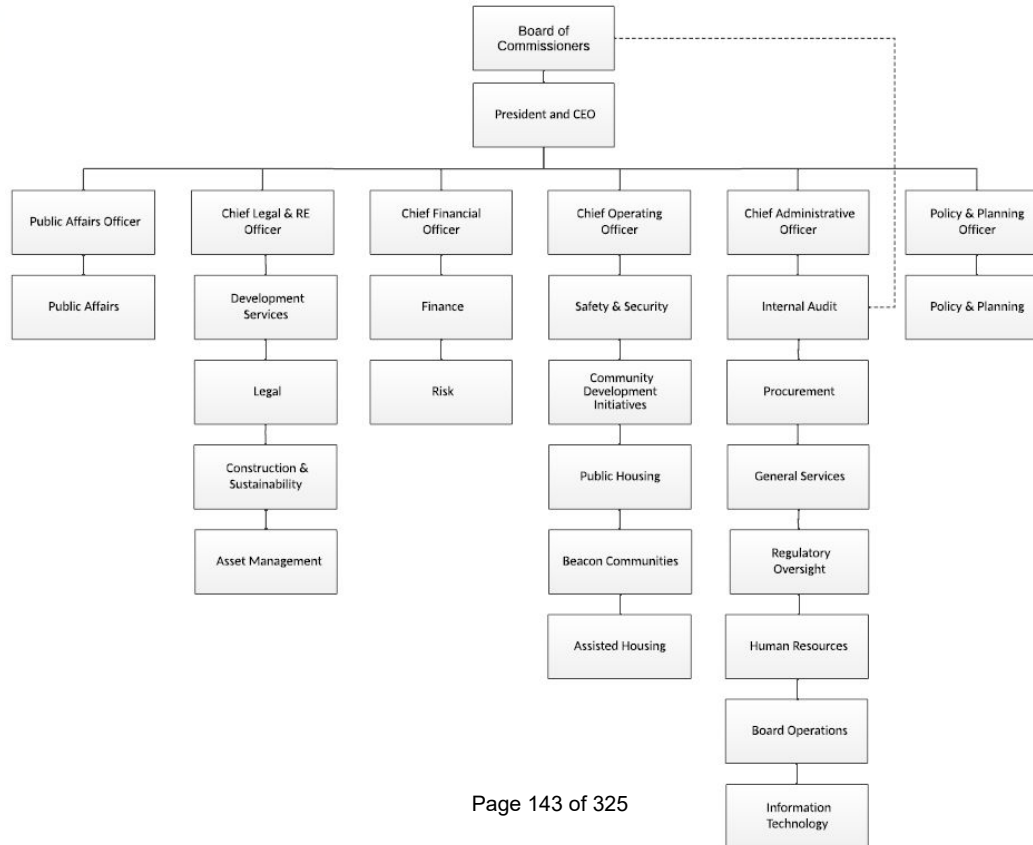 Board of
Commissioners
President and CEO
Public Affairs Officer
Chief Legal & RE
Officer
Chief Financial
Officer
Chief Operating
Officer
Chief Administrative
Officer
Policy & Planning
Officer
Public Affairs
Development
Services
Finance
Safety & Security
Internal Audit
Policy & Planning
Legal
Risk
Community
Development
Initiatives
Procurement
Construction &
Sustainability
Public Housing
General Services
Asset Management
Beacon Communities
Regulatory
Oversight
Assisted Housing
Human Resources
Board Operations
Information
Technology
Page 143 of 325